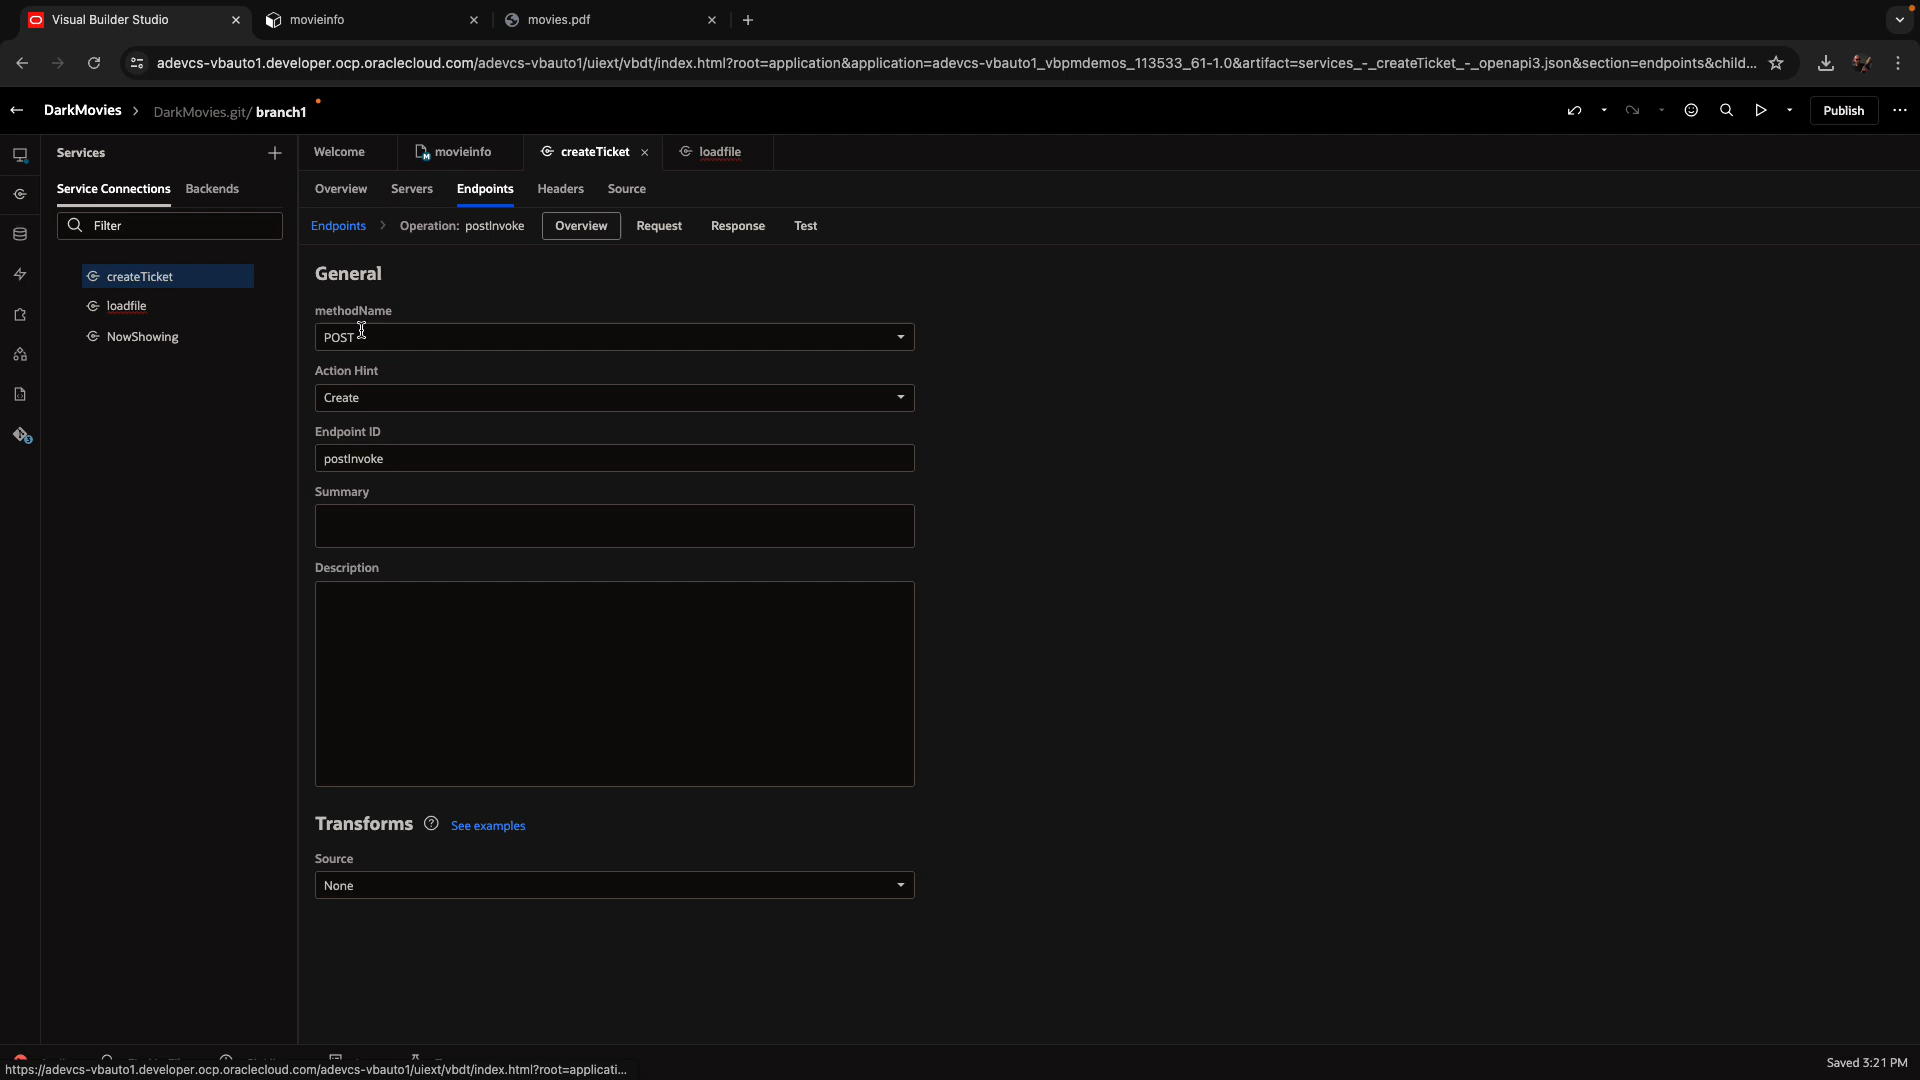 Visual Builder Studio
movieinfo
movies.pdf
adevcs-vbauto1.developer.ocp.oraclecloud.com/adevcs-vbauto1/uiext/vbdt/index.html?root=application&application=adevcs-vbauto1_vbpmdemos_113533_61-1.0&artifact=services_-_createTicket_-_openapi3.json&section=endpoints&child...
DarkMovies > DarkMovies.git/ branch1
Publish
Services
Welcome
movieinfo
createTicket
loadfile
Service Connections
Backends
Overview
Servers
Endpoints
Headers
Source
Filter
Endpoints > Operation: postInvoke
Overview
Request
Response
Test
createTicket
loadfile
NowShowing
General
methodName
POST
Action Hint
Create
Endpoint ID
postInvoke
Summary
Description
Transforms
See examples
Source
None
https://adevcs-vbauto1.developer.ocp.oraclecloud.com/adevcs-vbauto1/uiext/vbdt/index.html?root=applicati...
Saved 3:21 PM